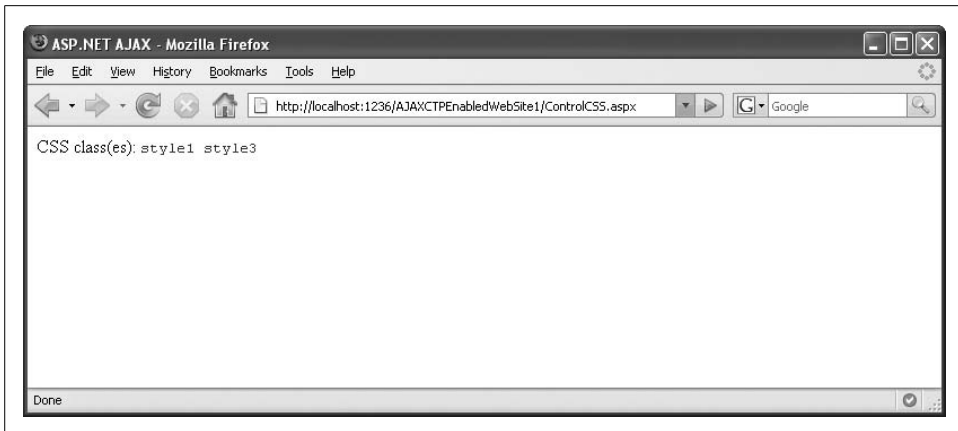 ASP.NET AJAX - Mozilla Firefox
File Edit View History Bookmarks Tools Help
http://localhost:1236/AJAXCTPEnabledWebSite1/ControlCSS.aspx G Google
CSS class(es): style1 style3
Done